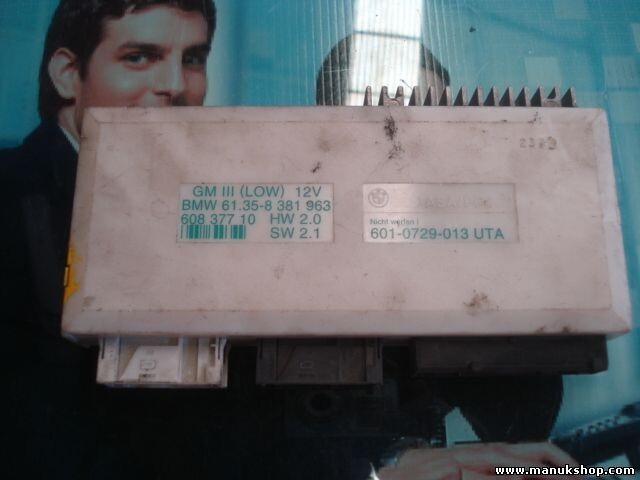 GM III (LOW) 12V
BMW 61.35-8 381 963
608 377 10 HW 2.0
SW 2.1
Nicht werfen !
601-0729-013 UTA
www.manukshop.com